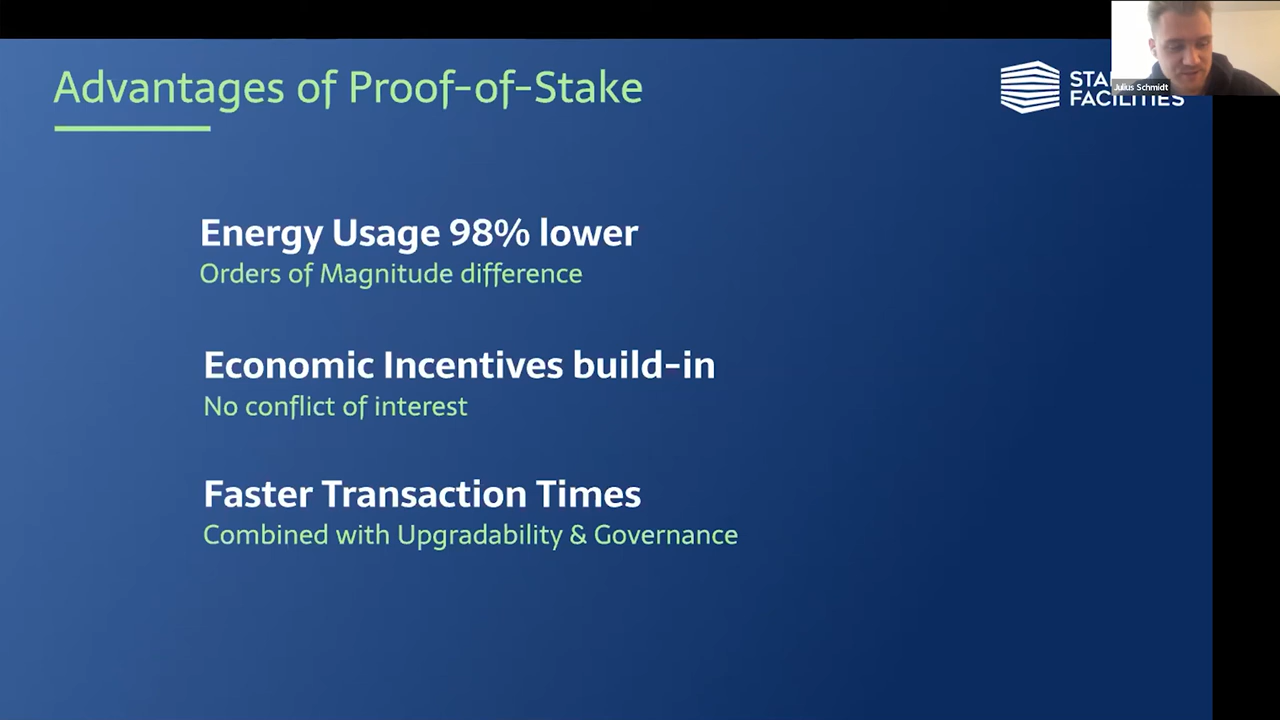 Advantages of Proof-of-Stake
FACILITIES
Julius Schmidt
Energy Usage 98% lower
Orders of Magnitude difference
Economic Incentives build-in
No conflict of interest
Faster Transaction Times
Combined with Upgradability & Governance